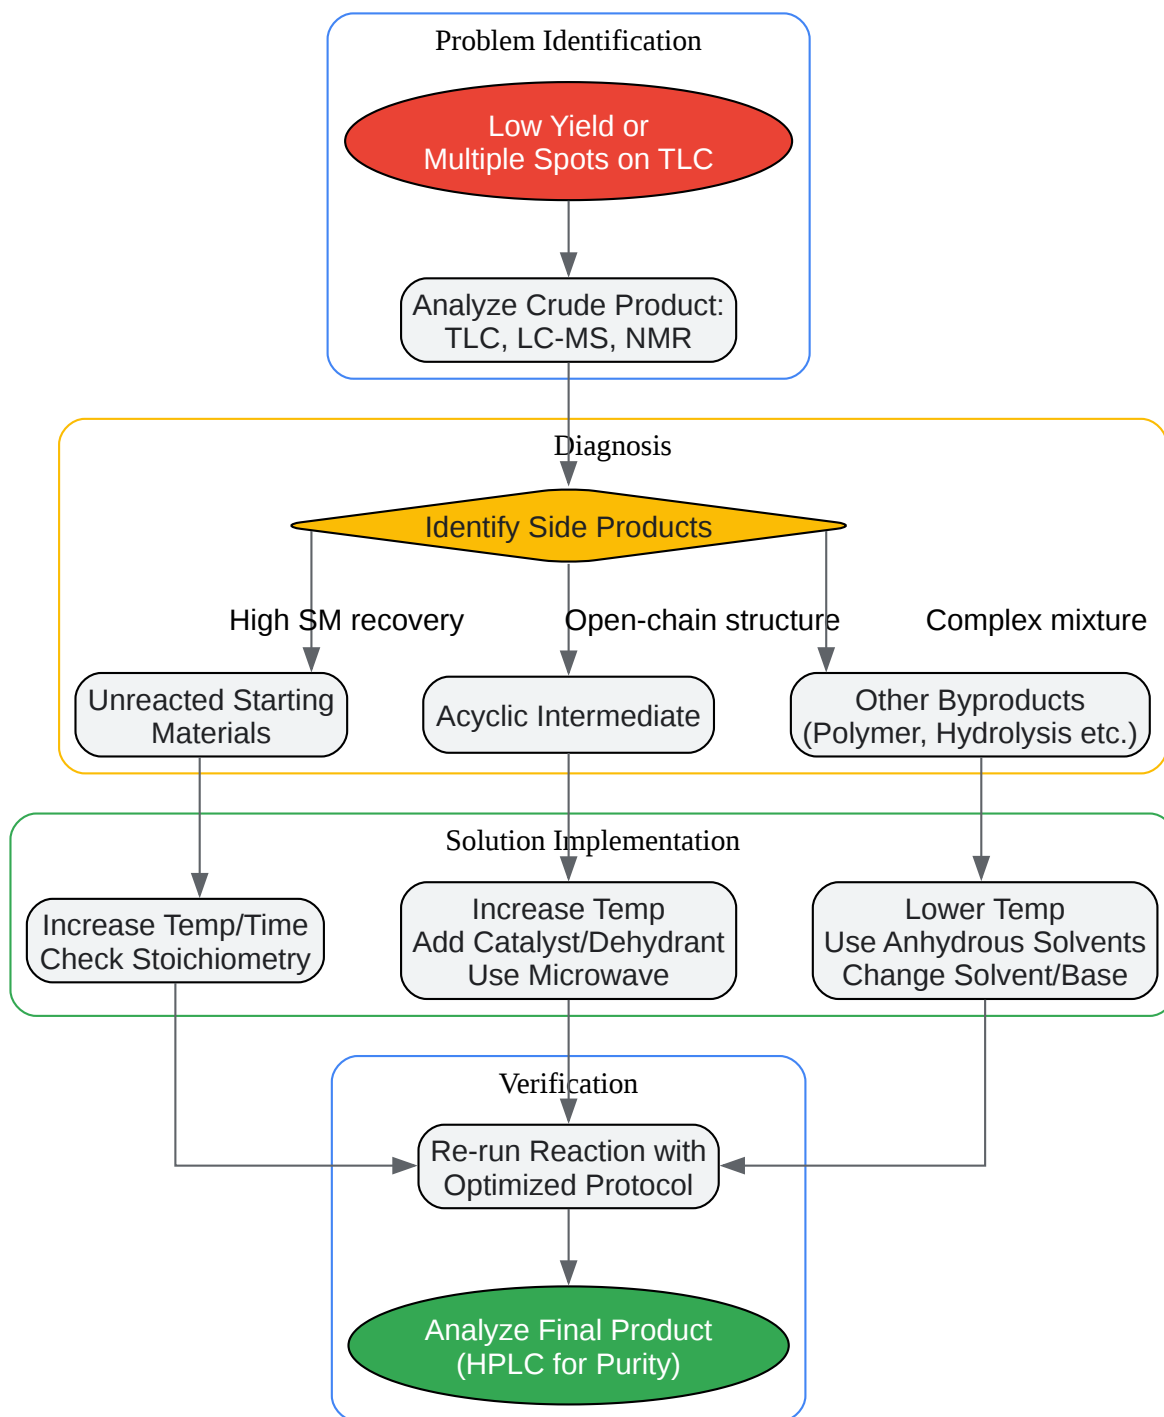 Problem Identification
Low Yield or
Multiple Spots on TLC
Analyze Crude Product:
TLC, LC-MS, NMR
Diagnosis
Identify Side Products
High SM recovery
Open-chain structure
Complex mixture
Unreacted Starting
Materials
Acyclic Intermediate
Other Byproducts
(Polymer, Hydrolysis etc.)
Solution Implementation
Increase Temp/Time
Check Stoichiometry
Increase Temp
Add Catalyst/Dehydrant
Use Microwave
Lower Temp
Use Anhydrous Solvents
Change Solvent/Base
Verification
Re-run Reaction with
Optimized Protocol
Analyze Final Product
(HPLC for Purity)